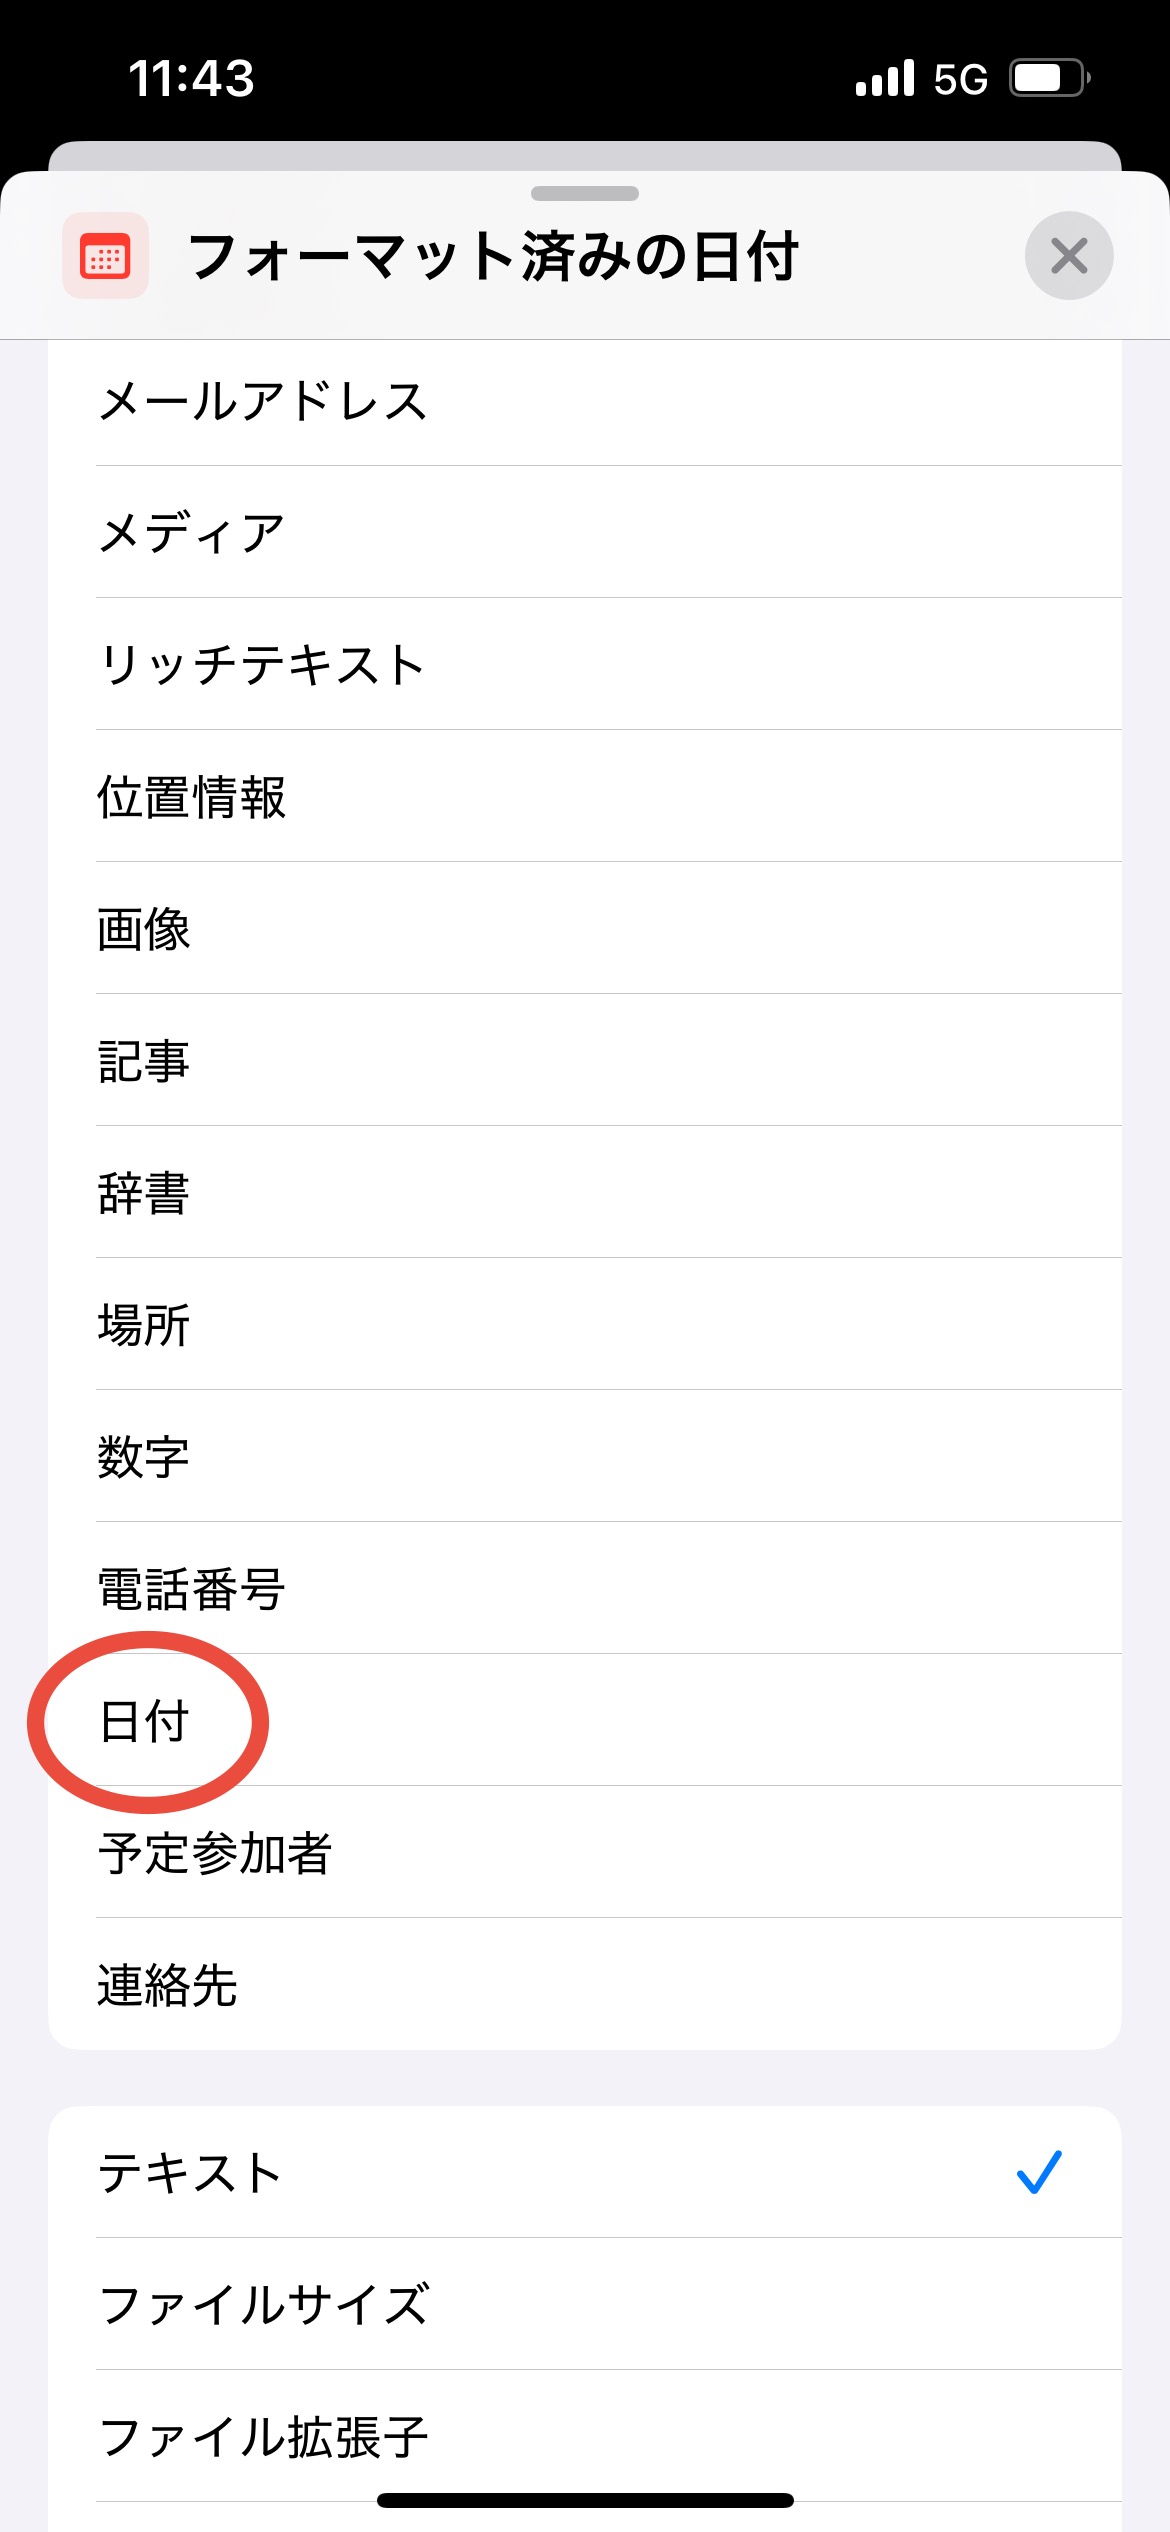 11:43
5G
フォーマット済みの日付
メールアドレス
メディア
リッチテキスト
位置情報
画像
記事
辞書
場所
数字
電話番号
日付
予定参加者
連絡先
テキスト
ファイルサイズ
ファイル拡張子